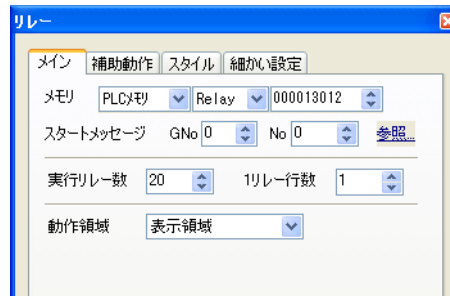 リレー
メイン 補助動作 スタイル 細かい設定
メモリ PLCメモリ Relay 000013012
スタートメッセージ GNo 0 No 0 参照...
実行リレー数 20 1リレー行数 1
動作領域 表示領域